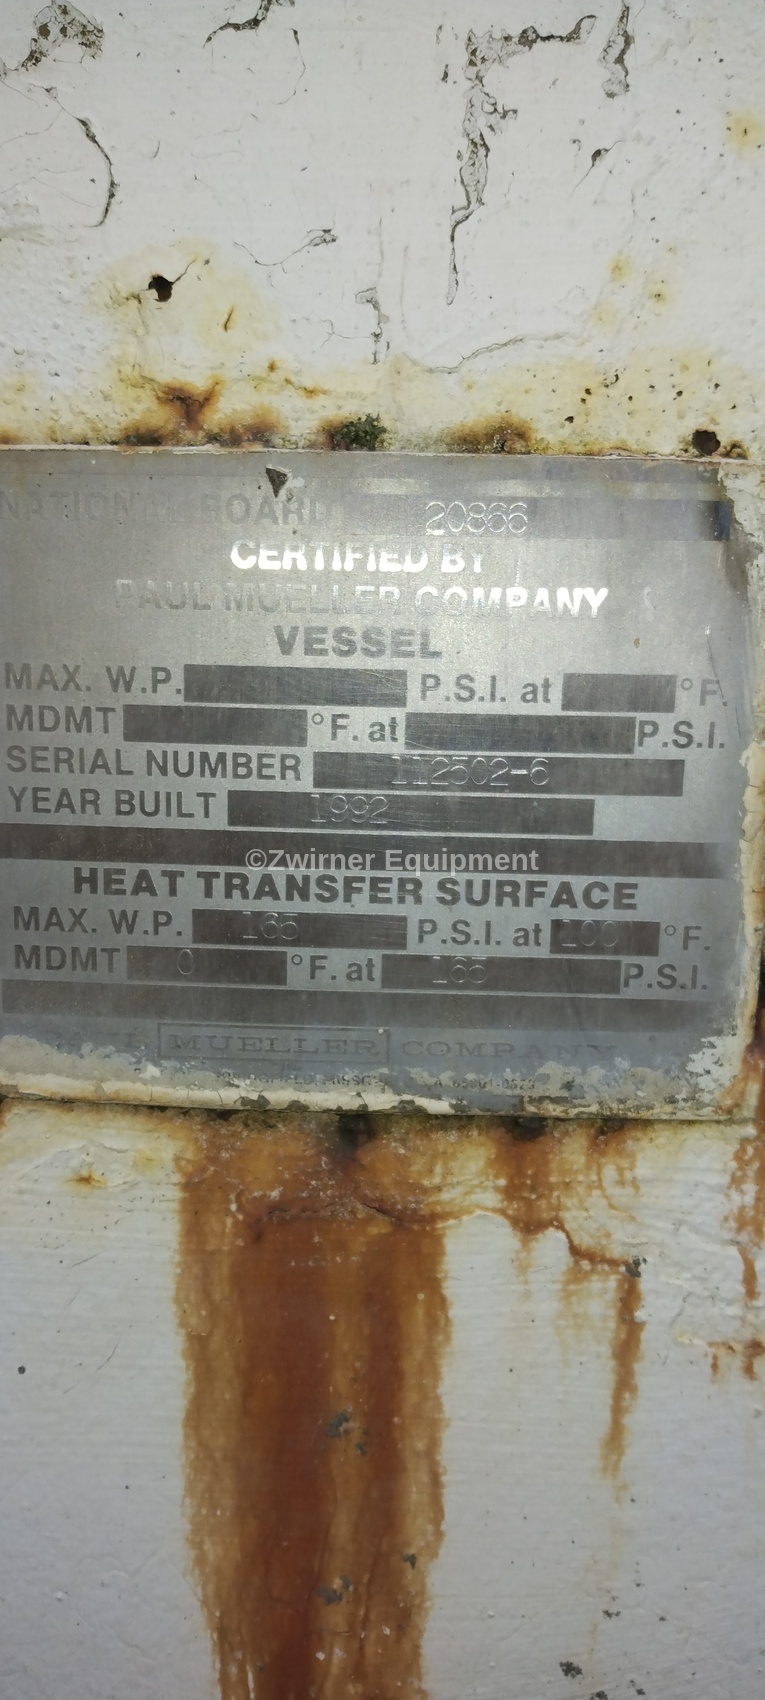 NATIONAL BOARD 20866
CERTIFIED BY
PAUL MUELLER COMPANY
VESSEL
MAX. W.P. P.S.I. at °F.
MDMT °F. at P.S.I.
SERIAL NUMBER 112502-6
YEAR BUILT 1992
©Zwirner Equipment
HEAT TRANSFER SURFACE
MAX. W.P. 165 P.S.I. at 100 °F.
MDMT 0 °F. at 165 P.S.I.
MUELLER COMPANY